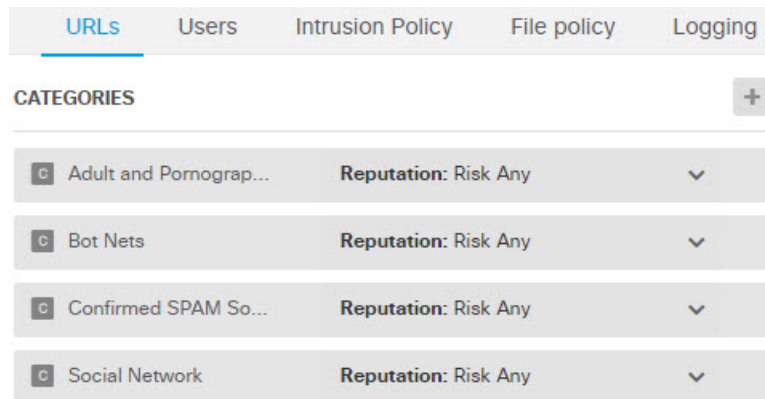 URLs Users Intrusion Policy File policy Logging
CATEGORIES +
C Adult and Pornograp... Reputation: Risk Any
C Bot Nets Reputation: Risk Any
C Confirmed SPAM So... Reputation: Risk Any
C Social Network Reputation: Risk Any